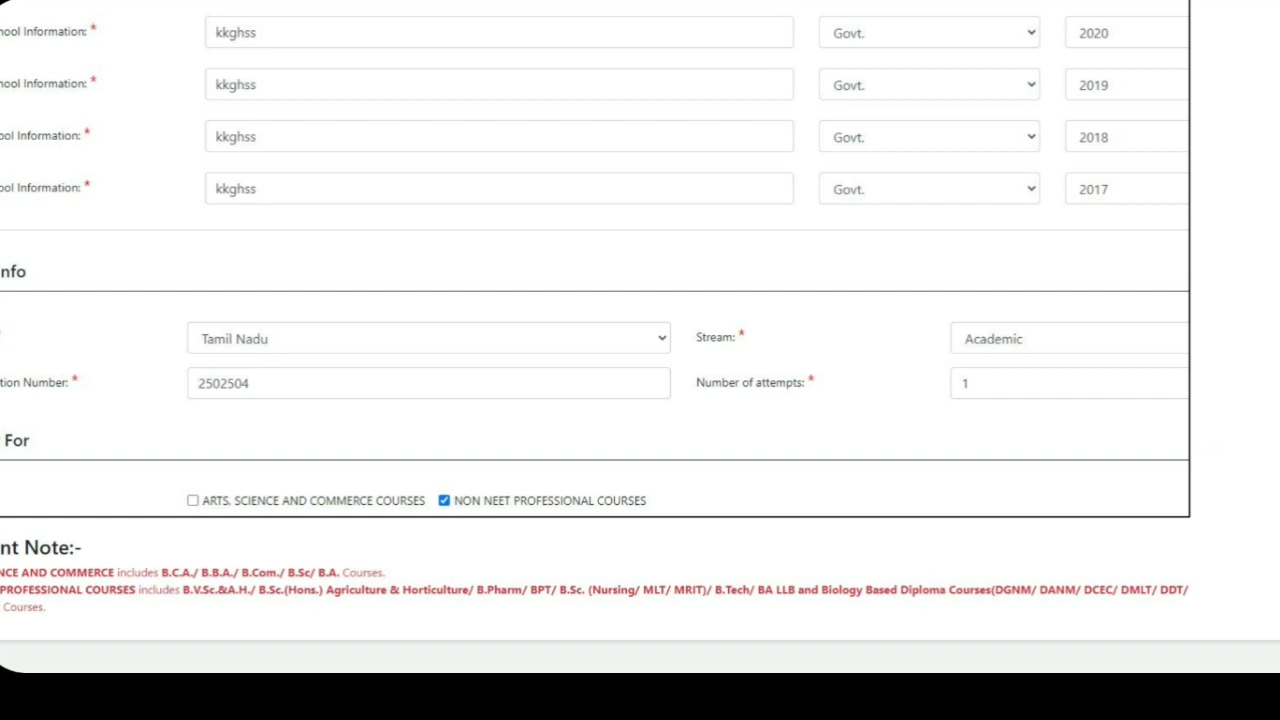 hool Information: * kkghss Govt. 2020
hool Information: * kkghss Govt. 2019
ool Information: * kkghss Govt. 2018
ool Information: * kkghss Govt. 2017
nfo
* Tamil Nadu Stream: * Academic
tion Number: * 2502504 Number of attempts: * 1
For
ARTS, SCIENCE AND COMMERCE COURSES NON NEET PROFESSIONAL COURSES
nt Note:-
NCE AND COMMERCE includes B.C.A./ B.B.A./ B.Com./ B.Sc/ B.A. Courses.
PROFESSIONAL COURSES includes B.V.Sc.&A.H./ B.Sc.(Hons.) Agriculture & Horticulture/ B.Pharm/ BPT/ B.Sc. (Nursing/ MLT/ MRIT)/ B.Tech/ BA LLB and Biology Based Diploma Courses(DGNM/ DANM/ DCEC/ DMLT/ DDT/
Courses.